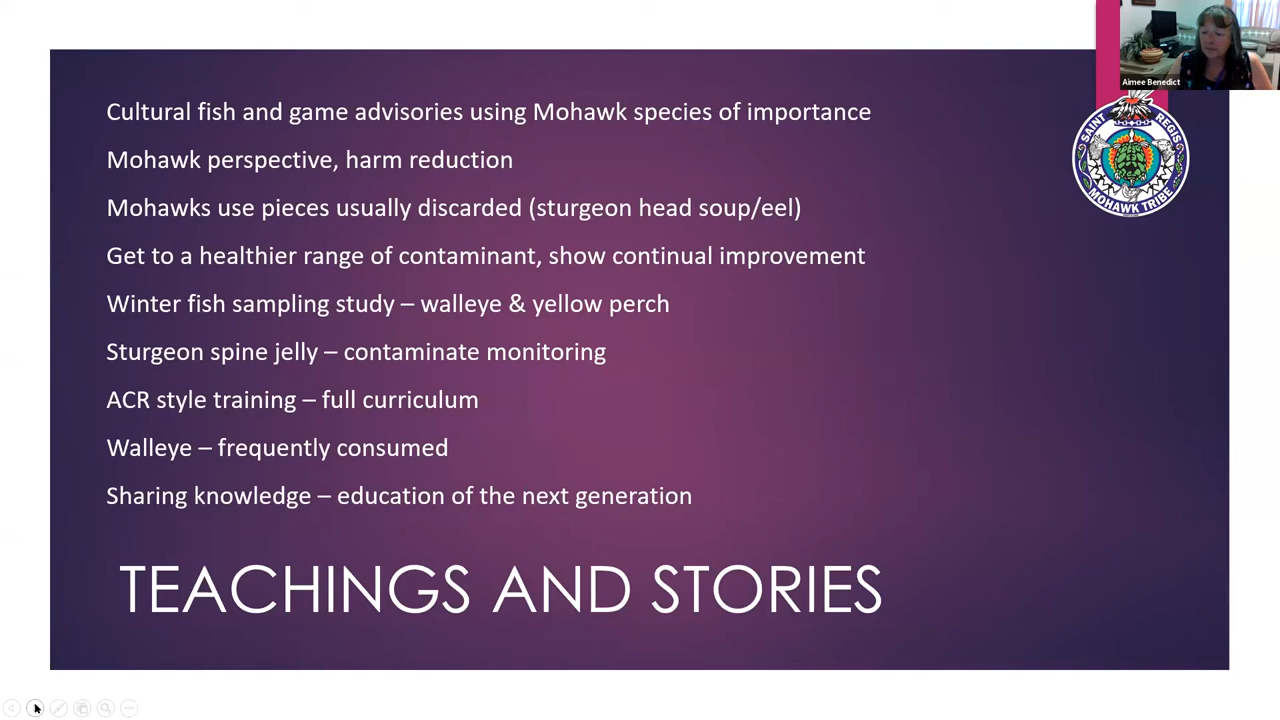 Aimee Benedict
Cultural fish and game advisories using Mohawk species of importance
Mohawk perspective, harm reduction
Mohawks use pieces usually discarded (sturgeon head soup/eel)
Get to a healthier range of contaminant, show continual improvement
Winter fish sampling study – walleye & yellow perch
Sturgeon spine jelly – contaminate monitoring
ACR style training – full curriculum
Walleye – frequently consumed
Sharing knowledge – education of the next generation
TEACHINGS AND STORIES
SAINT REGIS
MOHAWK TRIBE